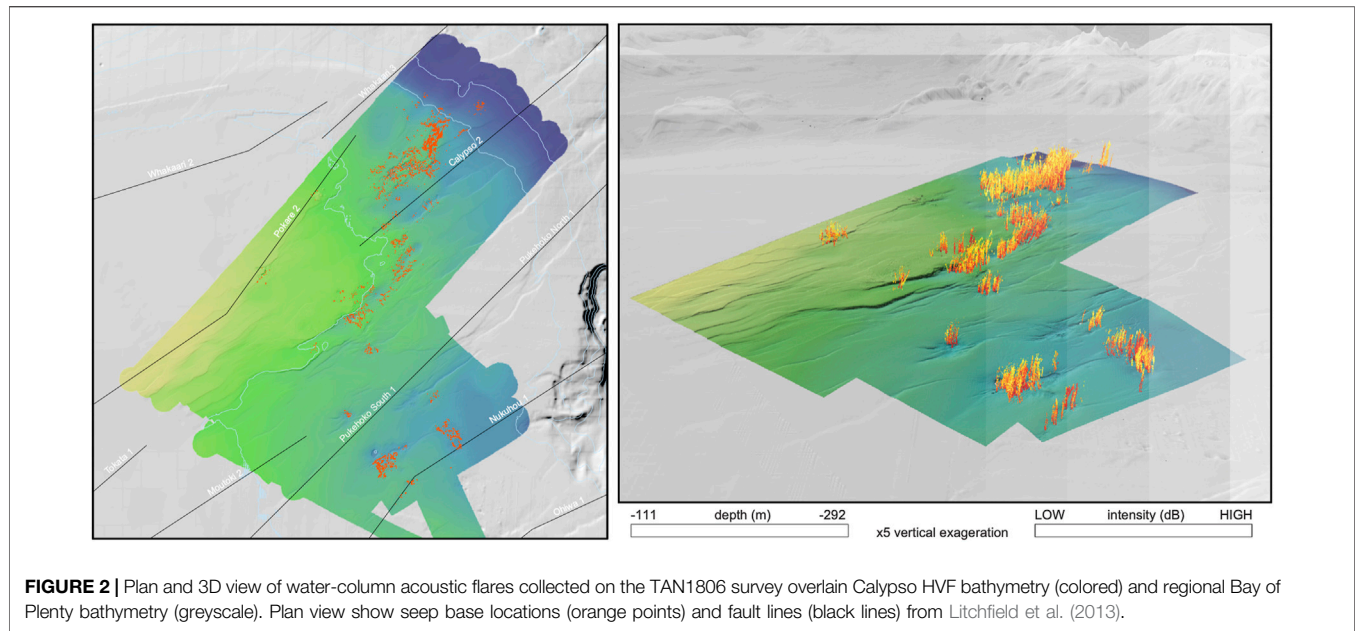 Whakaari 3
Calypso 2
Whakaari 2
Pokare 2
Pukehoko North 1
Pukehoko South 1
Nukuhou 1
Tokata 1
Moutoki 2
Ohiwa 1
-111 depth (m) -292
x5 vertical exageration
LOW intensity (dB) HIGH
FIGURE 2 | Plan and 3D view of water-column acoustic flares collected on the TAN1806 survey overlain Calypso HVF bathymetry (colored) and regional Bay of
Plenty bathymetry (greyscale). Plan view show seep base locations (orange points) and fault lines (black lines) from Litchfield et al. (2013).